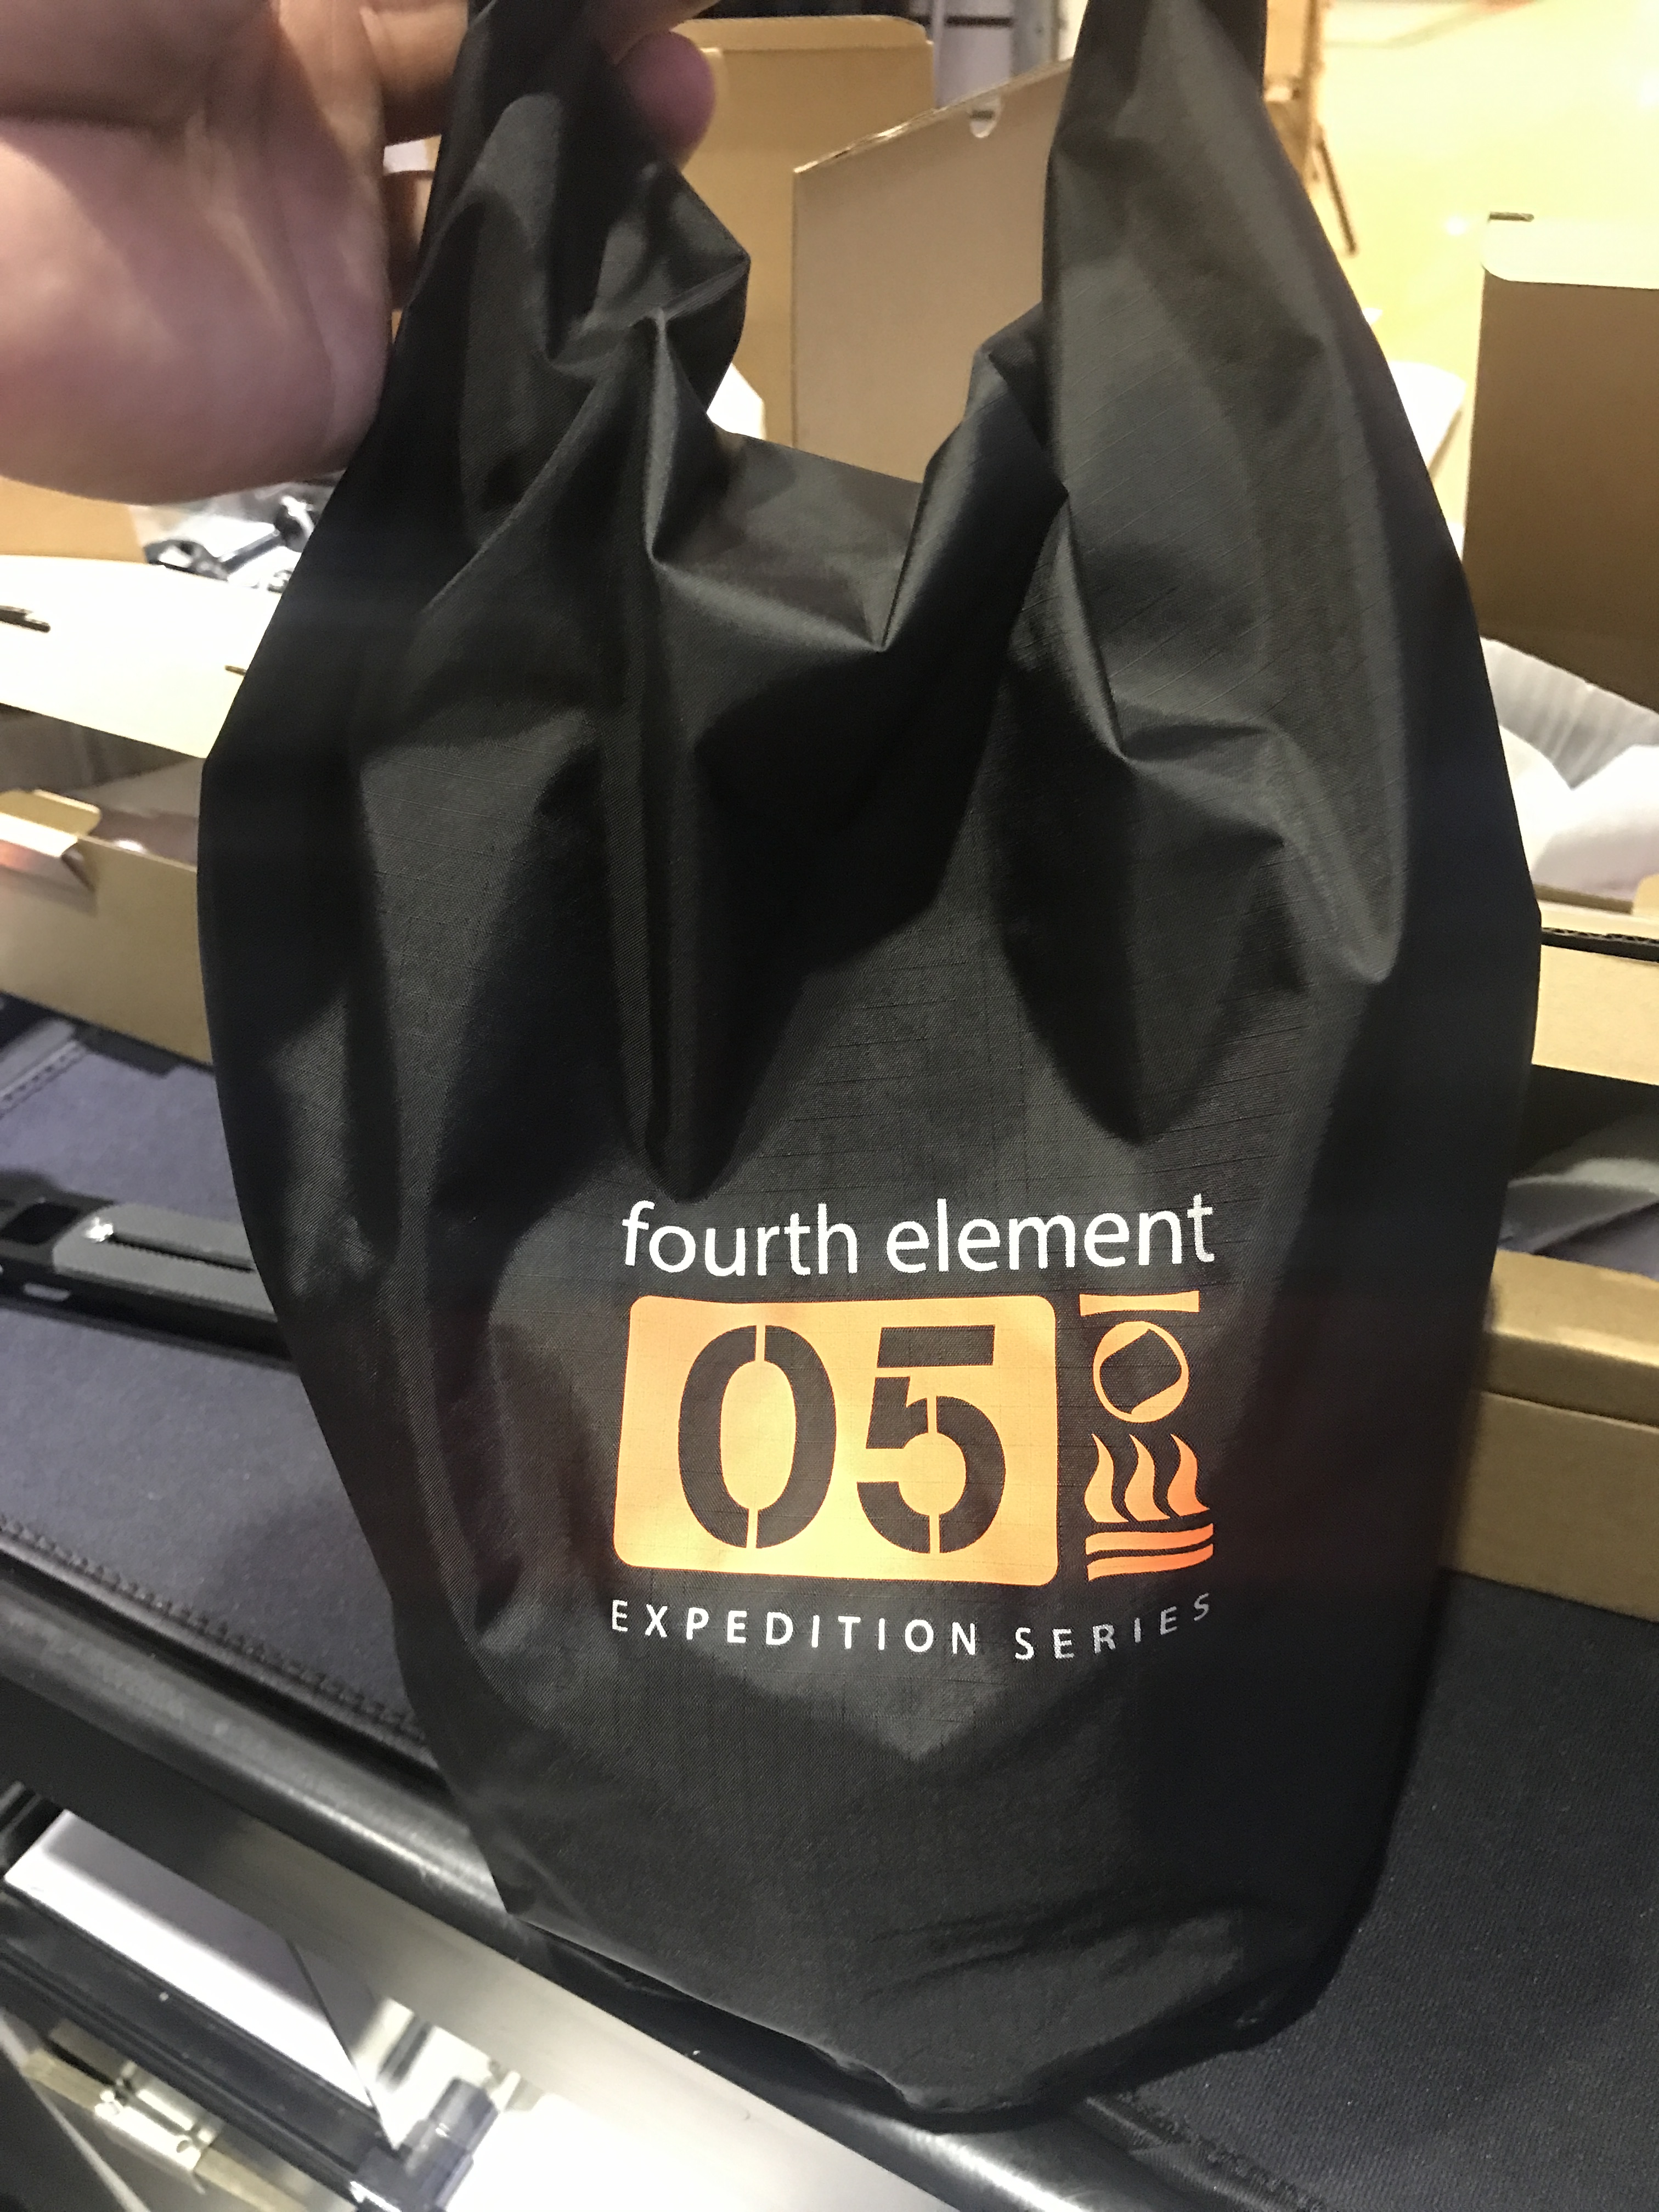 fourth element
05
EXPEDITION SERIES